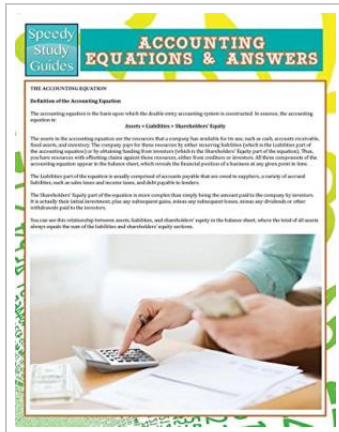 Speedy
Study
Guides
ACCOUNTING
EQUATIONS & ANSWERS
THE ACCOUNTING EQUATION
Definition of the Accounting Equation
The accounting equation is the basis upon which the double entry accounting system is constructed. In essence, the accounting
equation is:
Assets = Liabilities + Shareholders' Equity
The assets in the accounting equation are the resources that a company has available for its use, such as cash, accounts receivable,
fixed assets, and inventory. The company pays for these resources by either incurring liabilities (which is the Liabilities part of
the accounting equation) or by obtaining funding from investors (which is the Shareholders' Equity part of the equation). Thus,
you have resources with offsetting claims against those resources, either from creditors or investors. All three components of the
accounting equation appear in the balance sheet, which reveals the financial position of a business at any given point in time.
The Liabilities part of the equation is usually comprised of accounts payable that are owed to suppliers, a variety of accrued
liabilities, such as sales taxes and income taxes, and debt payable to lenders.
The Shareholders' Equity part of the equation is more complex than simply being the amount paid to the company by investors.
It is actually their initial investment, plus any subsequent gains, minus any subsequent losses, minus any dividends or other
withdrawals paid to the investors.
You can see this relationship between assets, liabilities, and shareholders' equity in the balance sheet, where the total of all assets
always equals the sum of the liabilities and shareholders' equity sections.